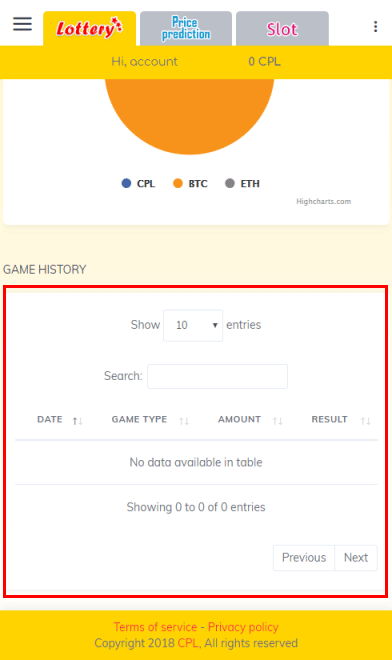 Lottery Price prediction Slot
Hi, account 0 CPL
CPL BTC ETH
Highcharts.com
GAME HISTORY
Show 10 entries
Search:
DATE GAME TYPE AMOUNT RESULT
No data available in table
Showing 0 to 0 of 0 entries
Previous Next
Terms of service - Privacy policy
Copyright 2018 CPL, All rights reserved